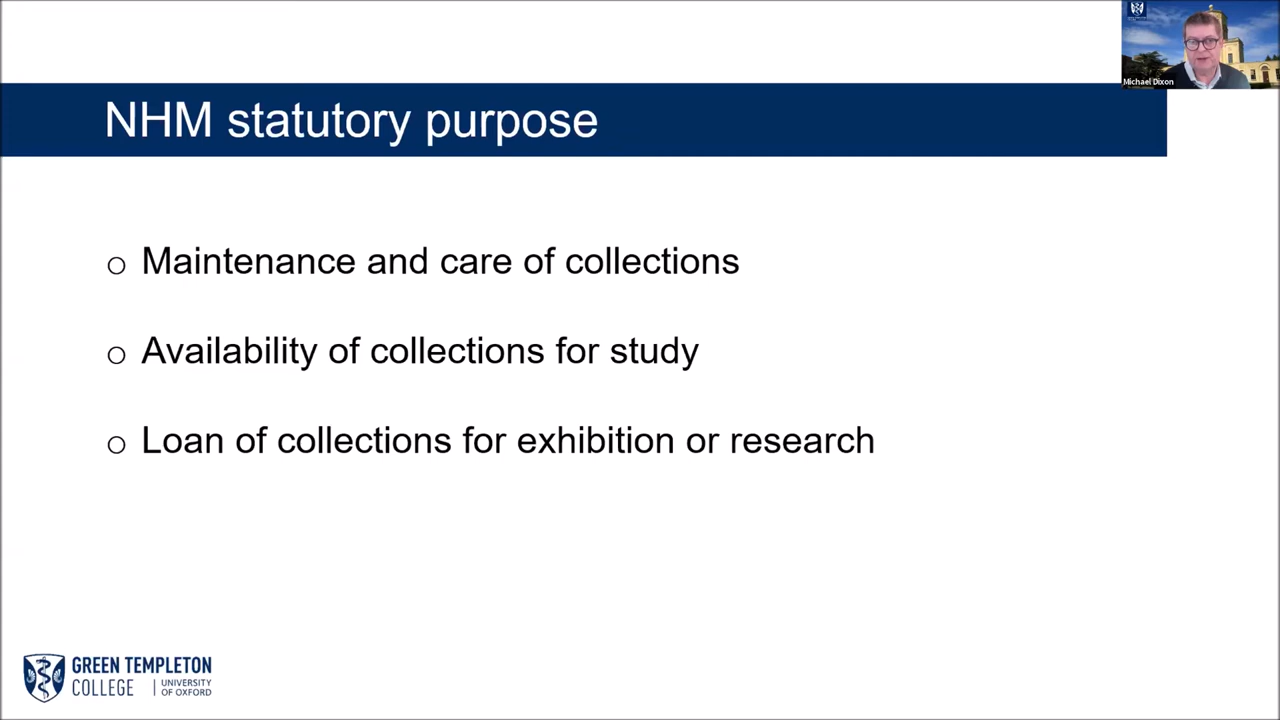 Michael Dixon
NHM statutory purpose
o Maintenance and care of collections
o Availability of collections for study
o Loan of collections for exhibition or research
GREEN TEMPLETON
COLLEGE
UNIVERSITY
OF OXFORD